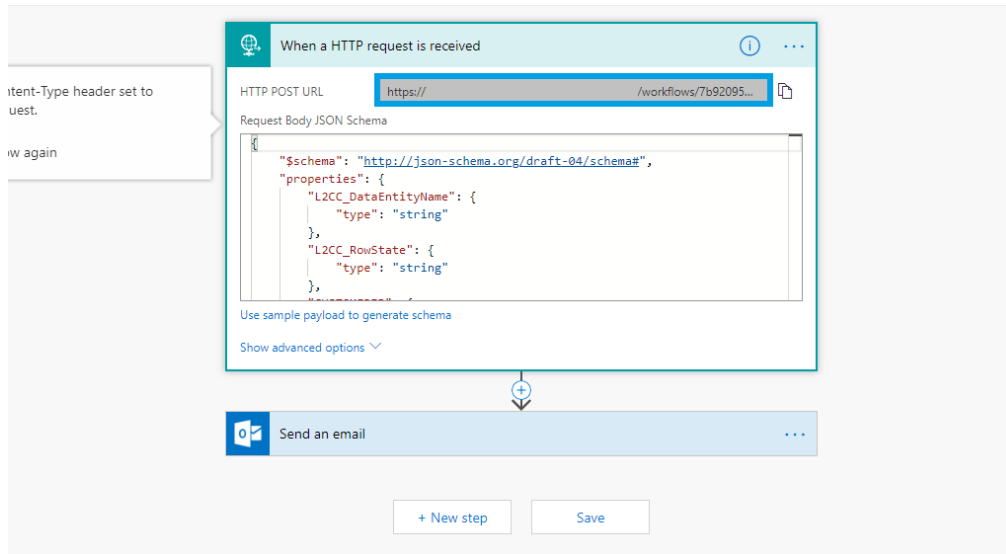 When a HTTP request is received
ntent-Type header set to
uest.
ow again
HTTP POST URL
https:// /workflows/7b92095...
Request Body JSON Schema
{
"$schema": "http://json-schema.org/draft-04/schema#",
"properties": {
"L2CC_DataEntityName": {
"type": "string"
},
"L2CC_RowState": {
"type": "string"
},
Use sample payload to generate schema
Show advanced options
Send an email
+ New step
Save